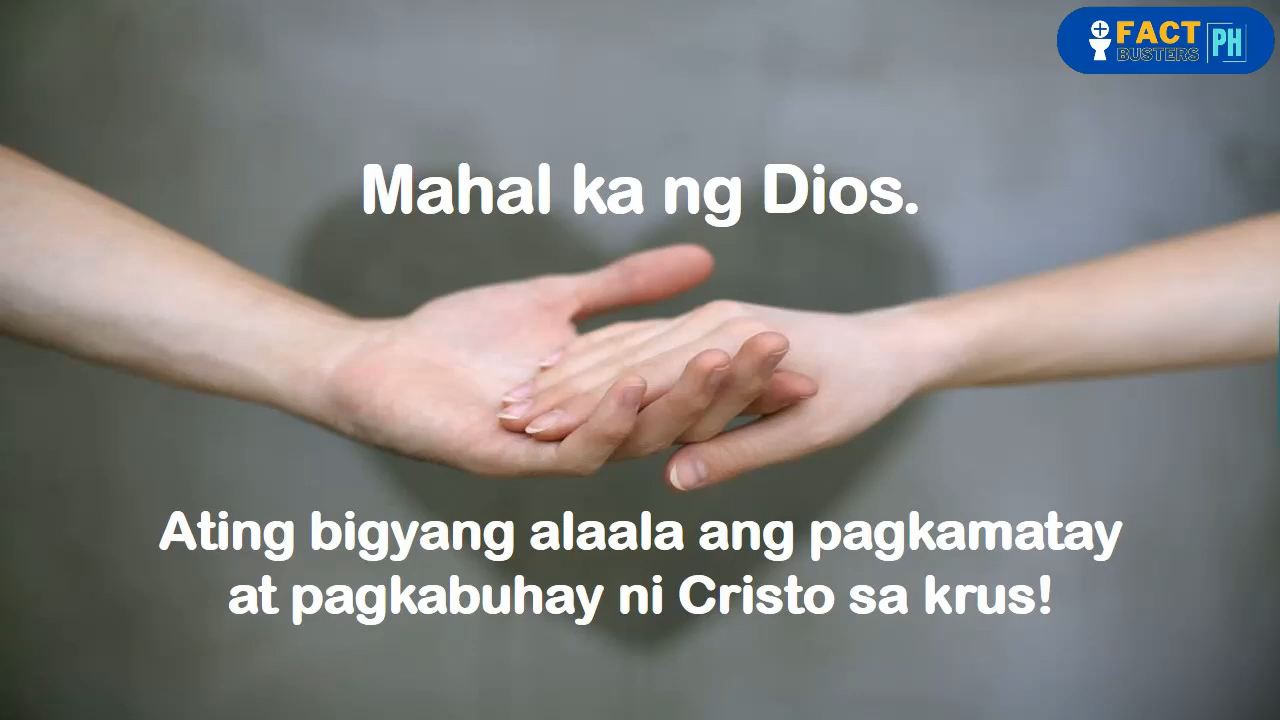 FACT
BUSTERS
PH
Mahal ka ng Dios.
Ating bigyang alaala ang pagkamatay
at pagkabuhay ni Cristo sa krus!